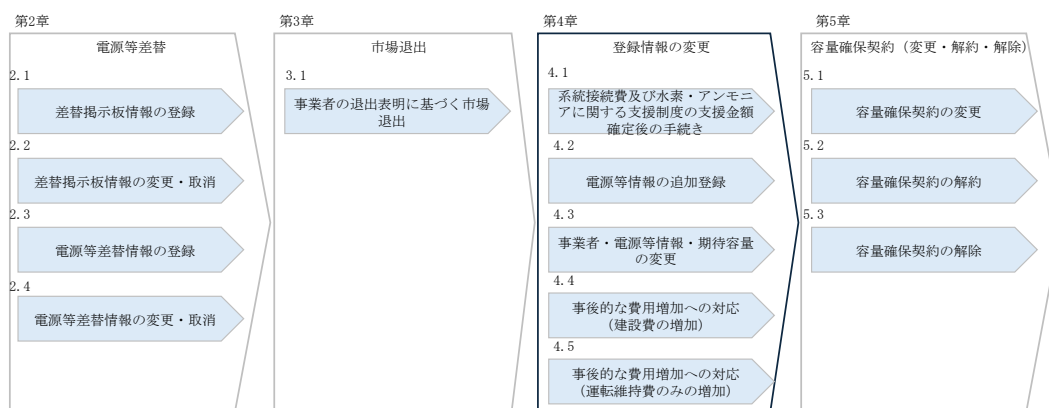 第2章
電源等差替
2.1
差替掲示板情報の登録
2.2
差替掲示板情報の変更・取消
2.3
電源等差替情報の登録
2.4
電源等差替情報の変更・取消
第3章
市場退出
3.1
事業者の退出表明に基づく市場
退出
第4章
登録情報の変更
4.1
系統接続費及び水素・アンモニ
アに関する支援制度の支援金額
確定後の手続き
4.2
電源等情報の追加登録
4.3
事業者・電源等情報・期待容量
の変更
4.4
事後的な費用増加への対応
(建設費の増加)
4.5
事後的な費用増加への対応
(運転維持費のみの増加)
第5章
容量確保契約（変更・解約・解除）
5.1
容量確保契約の変更
5.2
容量確保契約の解約
5.3
容量確保契約の解除